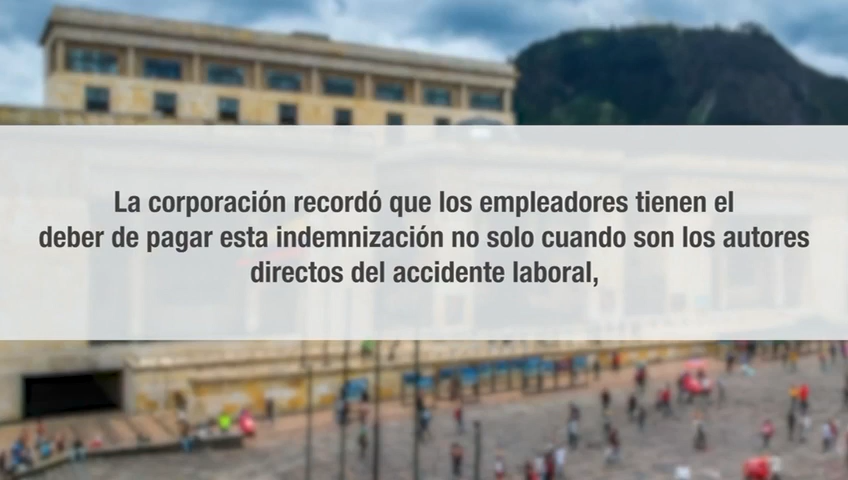 La corporación recordó que los empleadores tienen el
deber de pagar esta indemnización no solo cuando son los autores
directos del accidente laboral,